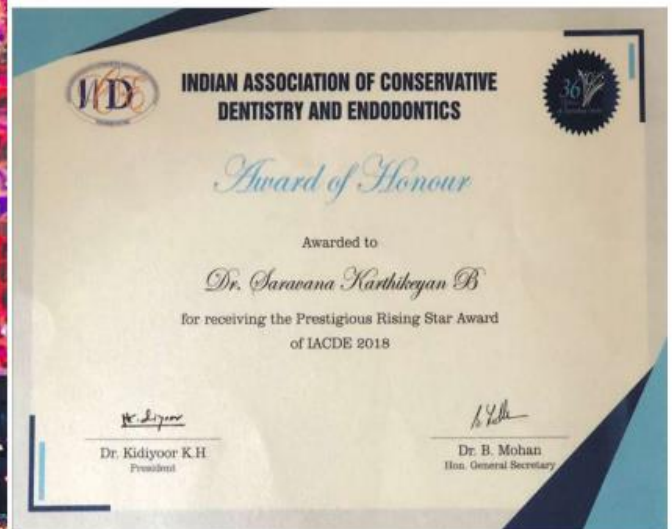 INDIAN ASSOCIATION OF CONSERVATIVE
DENTISTRY AND ENDODONTICS
36
Award of Honour
Awarded to
Dr. Saravana Karthikeyan B
for receiving the Prestigious Rising Star Award
of IACDE 2018
Dr. Kidiyoor K.H
President
Dr. B. Mohan
Hon. General Secretary